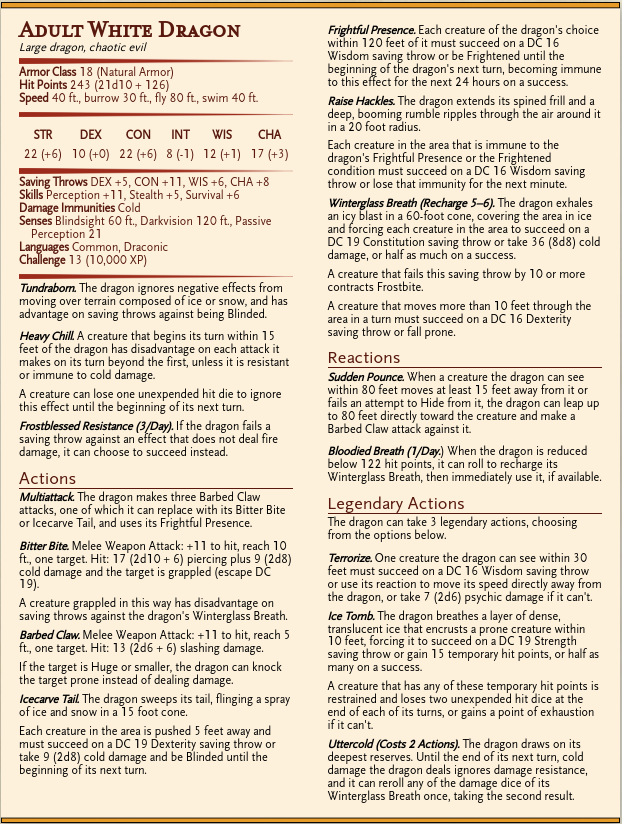 Adult White Dragon
Large dragon, chaotic evil
Armor Class 18 (Natural Armor)
Hit Points 243 (21d10 + 126)
Speed 40 ft., burrow 30 ft., fly 80 ft., swim 40 ft.
STR DEX CON INT WIS CHA
22 (+6) 10 (+0) 22 (+6) 8 (-1) 12 (+1) 17 (+3)
Saving Throws DEX +5, CON +11, WIS +6, CHA +8
Skills Perception +11, Stealth +5, Survival +6
Damage Immunities Cold
Senses Blindsight 60 ft., Darkvision 120 ft., Passive
Perception 21
Languages Common, Draconic
Challenge 13 (10,000 XP)
Tundraborn. The dragon ignores negative effects from
moving over terrain composed of ice or snow, and has
advantage on saving throws against being Blinded.
Heavy Chill. A creature that begins its turn within 15
feet of the dragon has disadvantage on each attack it
makes on its turn beyond the first, unless it is resistant
or immune to cold damage.
A creature can lose one unexpended hit die to ignore
this effect until the beginning of its next turn.
Frostblessed Resistance (3/Day). If the dragon fails a
saving throw against an effect that does not deal fire
damage, it can choose to succeed instead.
Actions
Multiattack. The dragon makes three Barbed Claw
attacks, one of which it can replace with its Bitter Bite
or Icecarve Tail, and uses its Frightful Presence.
Bitter Bite. Melee Weapon Attack: +11 to hit, reach 10
ft., one target. Hit: 17 (2d10 + 6) piercing plus 9 (2d8)
cold damage and the target is grappled (escape DC
19).
A creature grappled in this way has disadvantage on
saving throws against the dragon's Winterglass Breath.
Barbed Claw. Melee Weapon Attack: +11 to hit, reach 5
ft., one target. Hit: 13 (2d6 + 6) slashing damage.
If the target is Huge or smaller, the dragon can knock
the target prone instead of dealing damage.
Icecarve Tail. The dragon sweeps its tail, flinging a spray
of ice and snow in a 15 foot cone.
Each creature in the area is pushed 5 feet away and
must succeed on a DC 19 Dexterity saving throw or
take 9 (2d8) cold damage and be Blinded until the
beginning of its next turn.
Frightful Presence. Each creature of the dragon's choice
within 120 feet of it must succeed on a DC 16
Wisdom saving throw or be Frightened until the
beginning of the dragon's next turn, becoming immune
to this effect for the next 24 hours on a success.
Raise Hackles. The dragon extends its spined frill and a
deep, booming rumble ripples through the air around it
in a 20 foot radius.
Each creature in the area that is immune to the
dragon's Frightful Presence or the Frightened
condition must succeed on a DC 16 Wisdom saving
throw or lose that immunity for the next minute.
Winterglass Breath (Recharge 5–6). The dragon exhales
an icy blast in a 60-foot cone, covering the area in ice
and forcing each creature in the area to succeed on a
DC 19 Constitution saving throw or take 36 (8d8) cold
damage, or half as much on a success.
A creature that fails this saving throw by 10 or more
contracts Frostbite.
A creature that moves more than 10 feet through the
area in a turn must succeed on a DC 16 Dexterity
saving throw or fall prone.
Reactions
Sudden Pounce. When a creature the dragon can see
within 80 feet moves at least 15 feet away from it or
fails an attempt to Hide from it, the dragon can leap up
to 80 feet directly toward the creature and make a
Barbed Claw attack against it.
Bloodied Breath (1/Day.) When the dragon is reduced
below 122 hit points, it can roll to recharge its
Winterglass Breath, then immediately use it, if available.
Legendary Actions
The dragon can take 3 legendary actions, choosing
from the options below.
Terrorize. One creature the dragon can see within 30
feet must succeed on a DC 16 Wisdom saving throw
or use its reaction to move its speed directly away from
the dragon, or take 7 (2d6) psychic damage if it can't.
Ice Tomb. The dragon breathes a layer of dense,
translucent ice that encrusts a prone creature within
10 feet, forcing it to succeed on a DC 19 Strength
saving throw or gain 15 temporary hit points, or half as
many on a success.
A creature that has any of these temporary hit points is
restrained and loses two unexpended hit dice at the
end of each of its turns, or gains a point of exhaustion
if it can't.
Uttercold (Costs 2 Actions). The dragon draws on its
deepest reserves. Until the end of its next turn, cold
damage the dragon deals ignores damage resistance,
and it can reroll any of the damage dice of its
Winterglass Breath once, taking the second result.